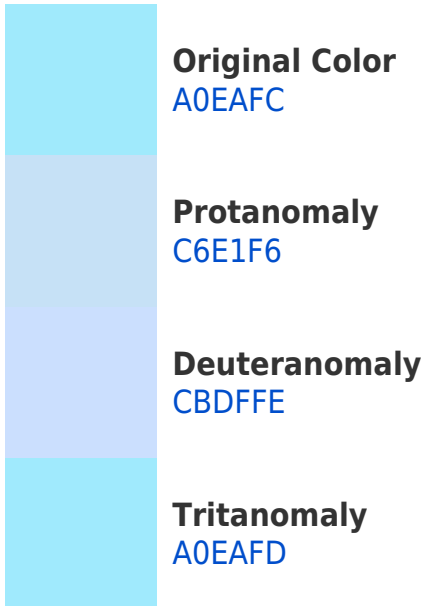 Original Color
A0EAFC
Protanomaly
C6E1F6
Deuteranomaly
CBDFFE
Tritanomaly
A0EAFD